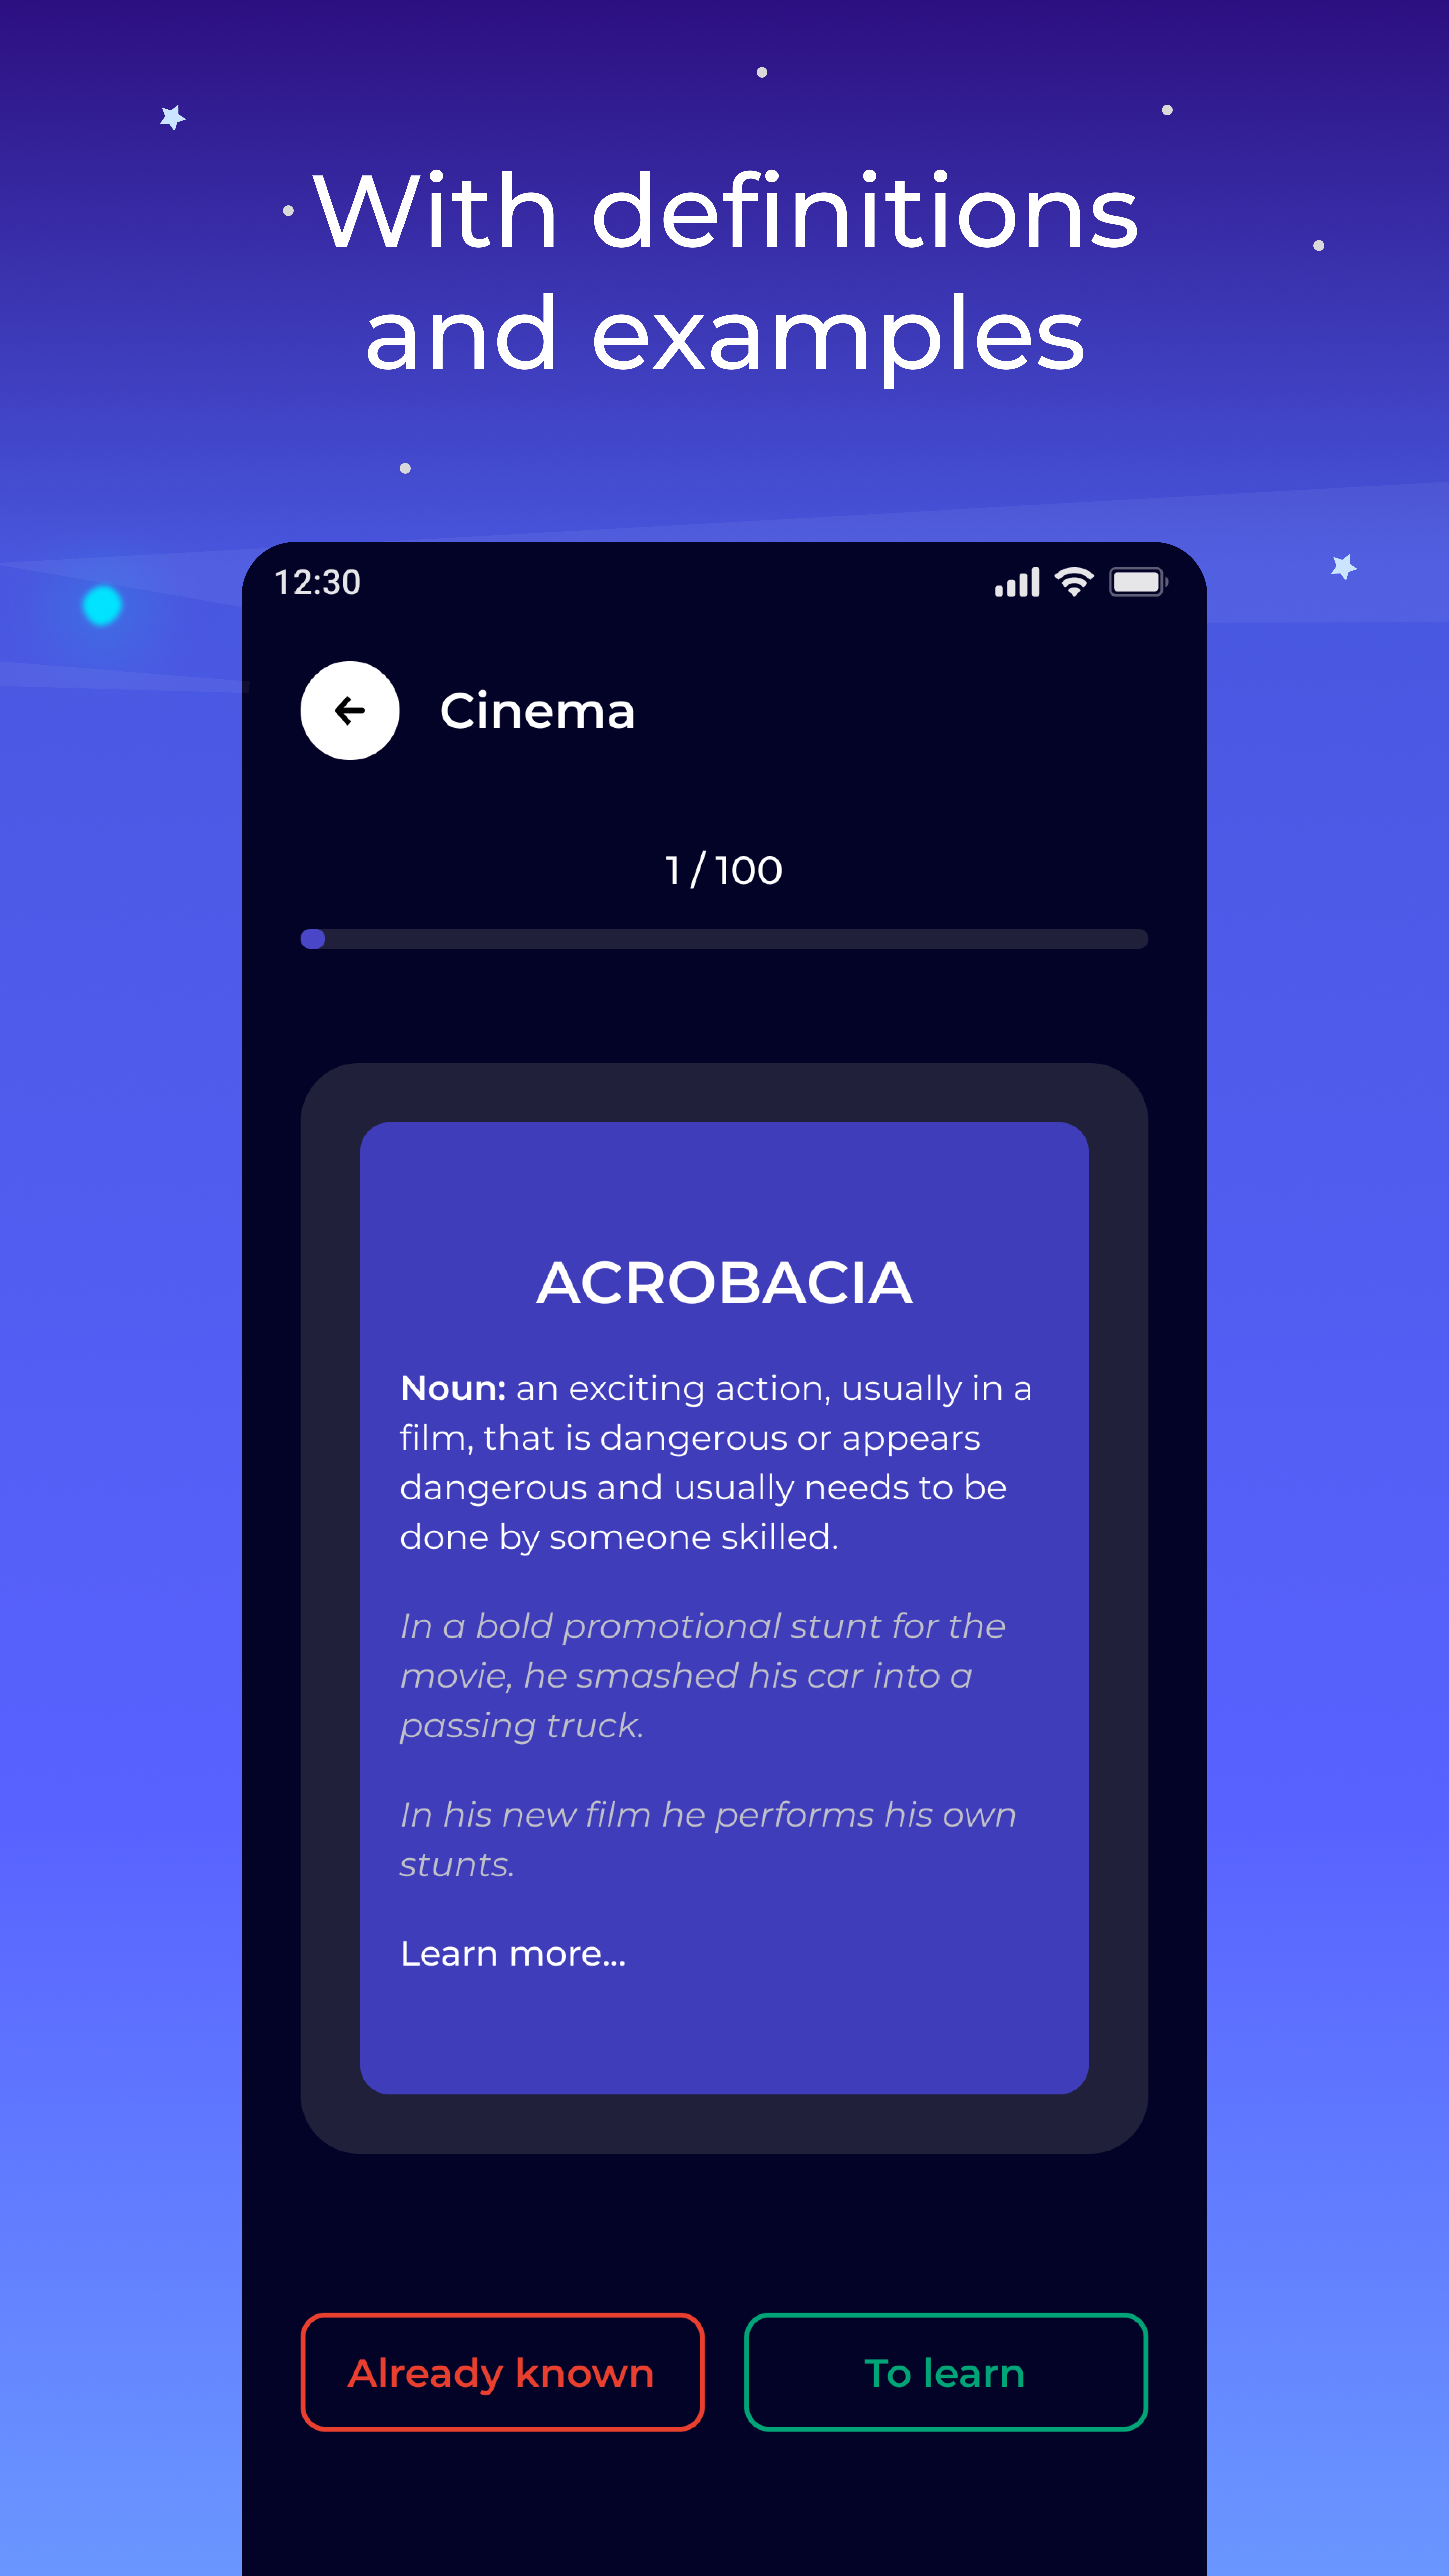 With definitions
and examples
12:30
Cinema
1 / 100
ACROBACIA
Noun: an exciting action, usually in a
film, that is dangerous or appears
dangerous and usually needs to be
done by someone skilled.
In a bold promotional stunt for the
movie, he smashed his car into a
passing truck.
In his new film he performs his own
stunts.
Learn more...
Already known
To learn